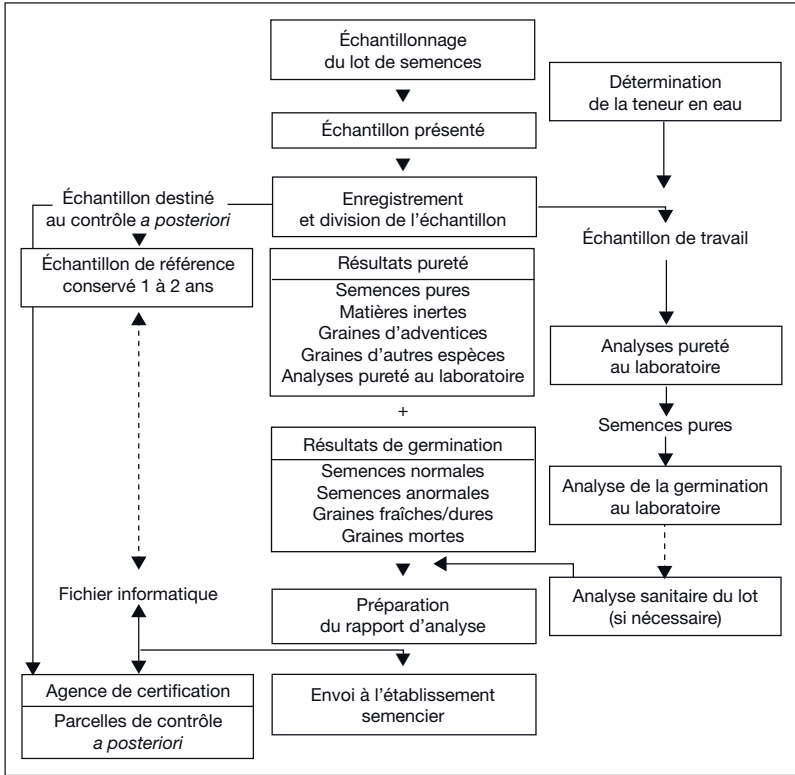 Échantillonnage
du lot de semences
Détermination
de la teneur en eau
Échantillon présenté
Échantillon destiné
au contrôle a posteriori
Enregistrement
et division de l'échantillon
Échantillon de travail
Échantillon de référence
conservé 1 à 2 ans
Résultats pureté
Semences pures
Matières inertes
Graines d'adventices
Graines d'autres espèces
Analyses pureté au laboratoire
Analyses pureté
au laboratoire
+
Semences pures
Résultats de germination
Semences normales
Semences anormales
Graines fraîches/dures
Graines mortes
Analyse de la germination
au laboratoire
Fichier informatique
Préparation
du rapport d'analyse
Analyse sanitaire du lot
(si nécessaire)
Agence de certification
Parcelles de contrôle
a posteriori
Envoi à l'établissement
semencier